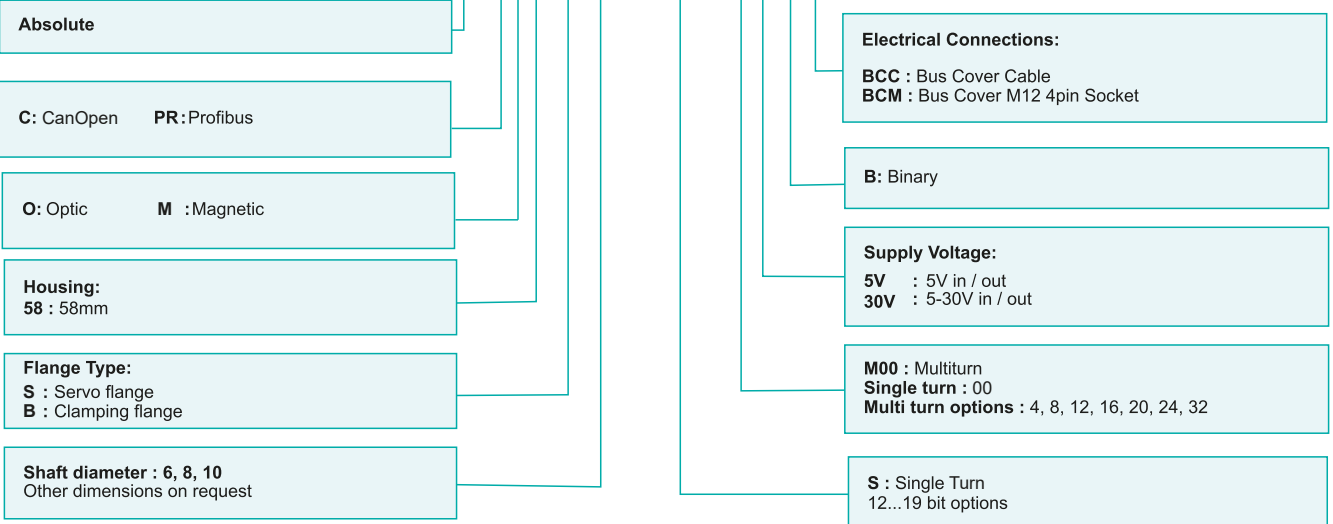 Absolute
C: CanOpen PR: Profibus
O: Optic M : Magnetic
Housing:
58 : 58mm
Flange Type:
S : Servo flange
B : Clamping flange
Shaft diameter : 6, 8, 10
Other dimensions on request
Electrical Connections:
BCC : Bus Cover Cable
BCM : Bus Cover M12 4pin Socket
B: Binary
Supply Voltage:
5V : 5V in / out
30V : 5-30V in / out
M00 : Multiturn
Single turn : 00
Multi turn options : 4, 8, 12, 16, 20, 24, 32
S : Single Turn
12...19 bit options